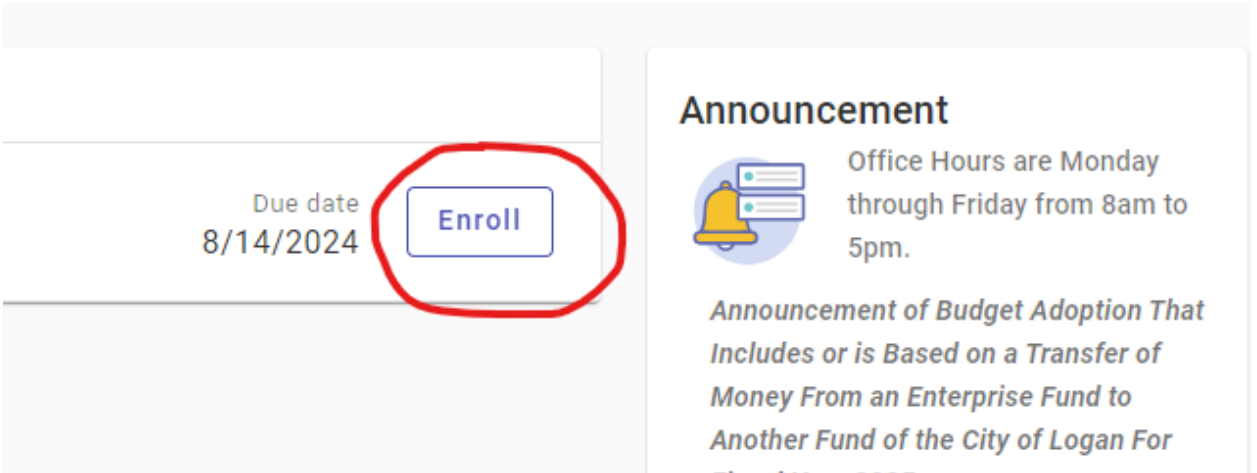 Due date
8/14/2024
Enroll
Announcement
Office Hours are Monday
through Friday from 8am to
5pm.
Announcement of Budget Adoption That
Includes or is Based on a Transfer of
Money From an Enterprise Fund to
Another Fund of the City of Logan For